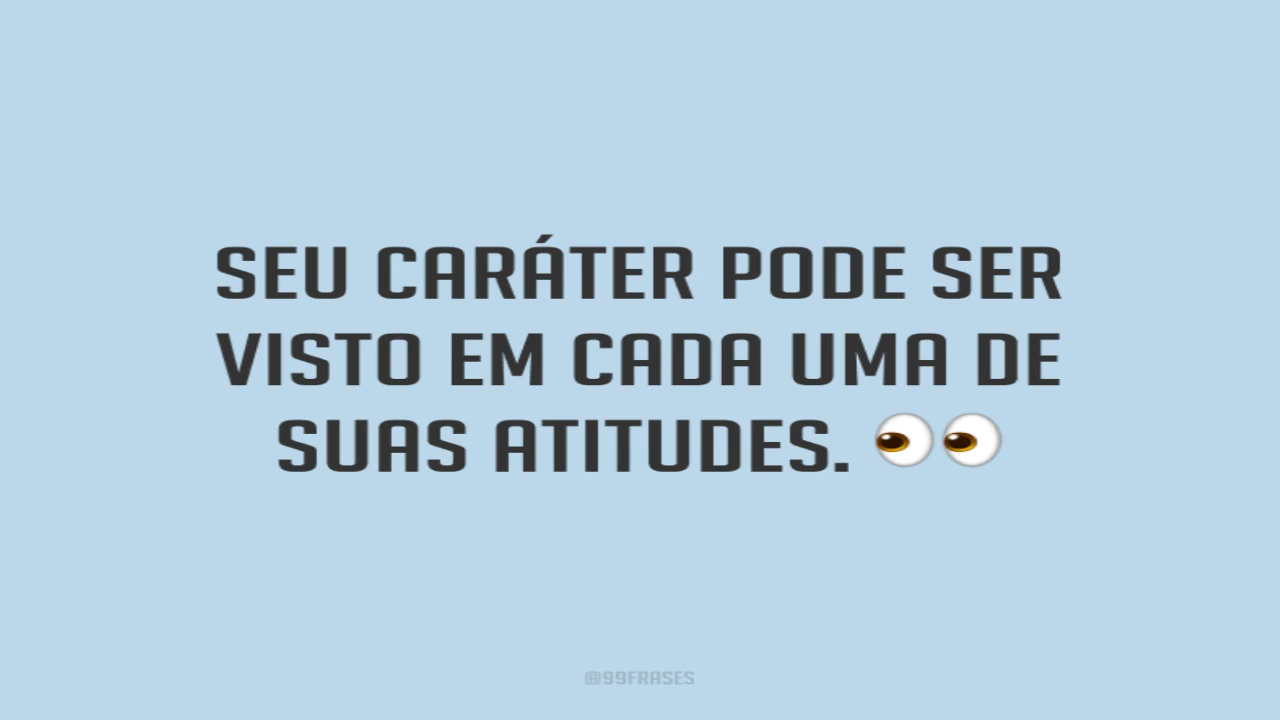 SEU CARÁTER PODE SER
VISTO EM CADA UMA DE
SUAS ATITUDES. 👀
@99FRASES